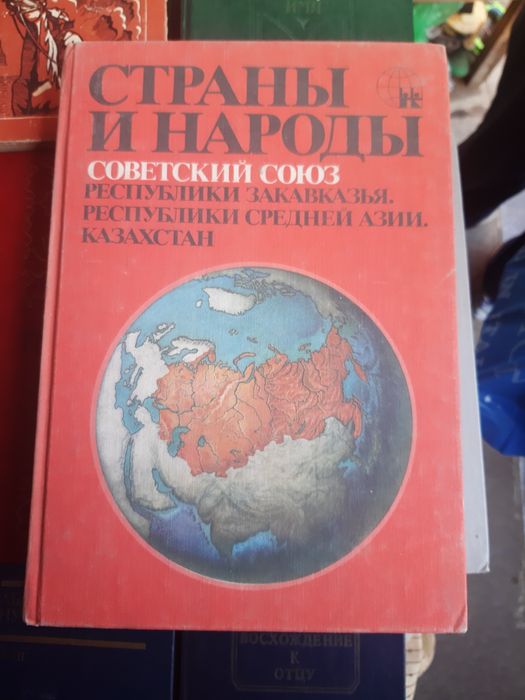 СТРАНЫ
И НАРОДЫ
СОВЕТСКИЙ СОЮЗ
РЕСПУБЛИКИ ЗАКАВКАЗЬЯ.
РЕСПУБЛИКИ СРЕДНЕЙ АЗИИ.
КАЗАХСТАН
ВОСХОЖДЕНИЕ
К
ОТЦУ